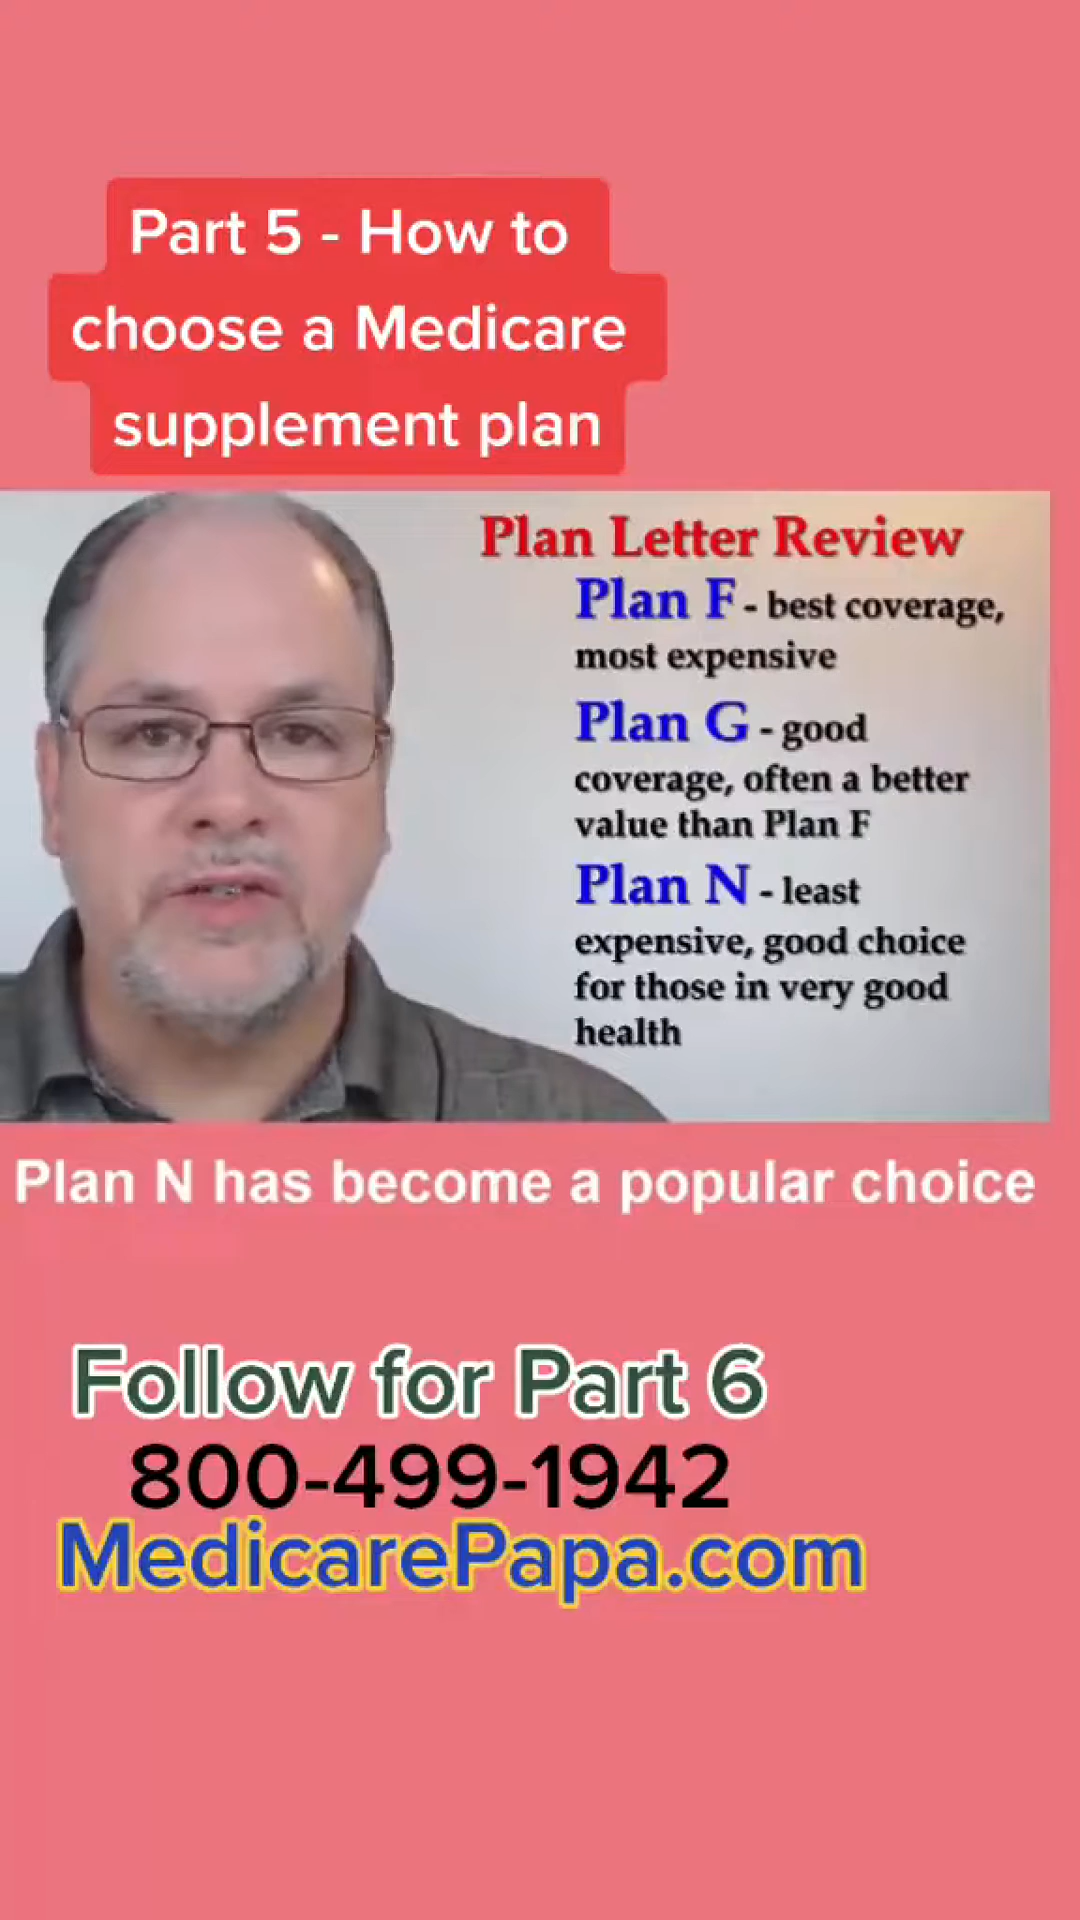 Part 5 - How to
choose a Medicare
supplement plan
Plan Letter Review
Plan F - best coverage,
most expensive
Plan G - good
coverage, often a better
value than Plan F
Plan N - least
expensive, good choice
for those in very good
health
Plan N has become a popular choice
Follow for Part 6
800-499-1942
MedicarePapa.com